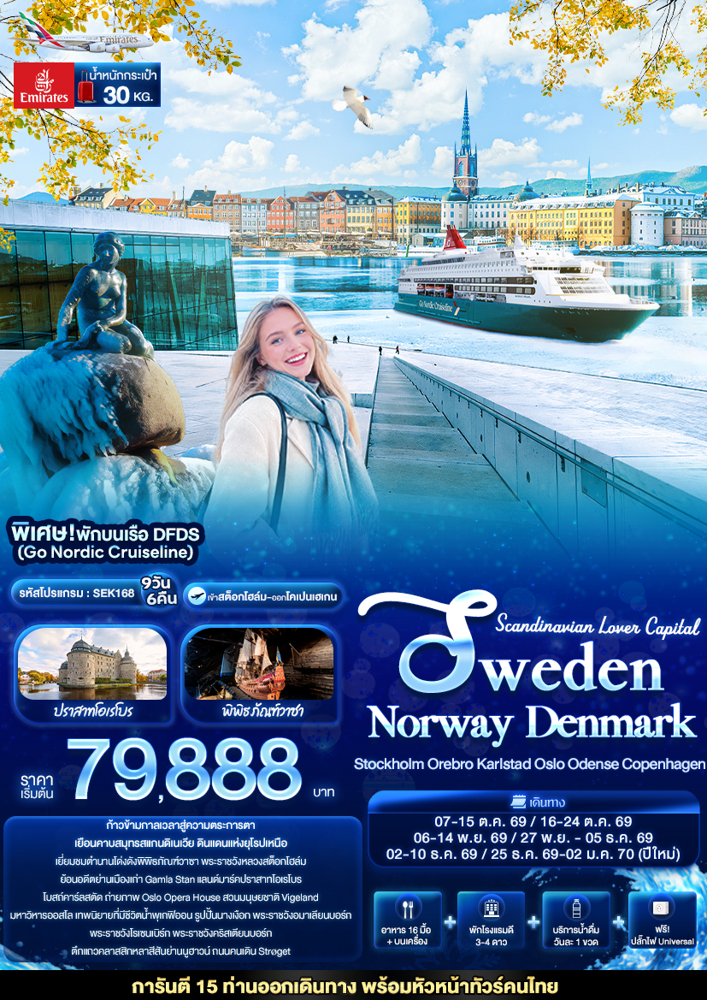 Emirates
Emirates
น้ำหนักกระเป๋า
30 KG.
Go Nordic Cruiseline
พิเศษ! พักบนเรือ DFDS
(Go Nordic Cruiseline)
รหัสโปรแกรม : SEK168
9วัน
6คืน
เข้าสต็อกโฮล์ม-ออกโคเปนเฮเกน
Scandinavian Lover Capital
Sweden
Norway Denmark
Stockholm Orebro Karlstad Oslo Odense Copenhagen
ปราสาทโอเรโบร
พิพิธภัณฑ์วาซา
ราคา
เริ่มต้น
79,888
บาท
เดินทาง
07-15 ต.ค. 69 / 16-24 ต.ค. 69
06-14 พ.ย. 69 / 27 พ.ย. - 05 ธ.ค. 69
02-10 ธ.ค. 69 / 25 ธ.ค. 69-02 ม.ค. 70 (ปีใหม่)
ก้าวข้ามกาลเวลาสู่ความตระการตา
เยือนคาบสมุทรสแกนดิเนเวีย ดินแดนแห่งยุโรปเหนือ
เยี่ยมชมตำนานโด่งดังพิพิธภัณฑ์วาซา พระราชวังหลวงสต็อกโฮล์ม
ย้อนอดีตย่านเมืองเก่า Gamla Stan แลนด์มาร์คปราสาทโอเรโบร
โบสถ์คาร์ลสตัด ถ่ายภาพ Oslo Opera House สวนมนุษยชาติ Vigeland
มหาวิหารออสโล เทพนิยายที่มีชีวิตน้ำพุเกฟิออน รูปปั้นนางเงือก พระราชวังอมาเลียนบอร์ก
พระราชวังโรเซนเบิร์ก พระราชวังคริสเตียนบอร์ก
ตึกแถวคลาสสิกหลาสีสันย่านนูฮาวน์ ถนนคนเดิน Strøget
อาหาร 16 มื้อ
+ บนเครื่อง
+
พักโรงแรมดี
3-4 ดาว
+
บริการน้ำดื่ม
วันละ 1 ขวด
+
ฟรี!
ปลั๊กไฟ Universal
การันตี 15 ท่านออกเดินทาง พร้อมหัวหน้าทัวร์คนไทย